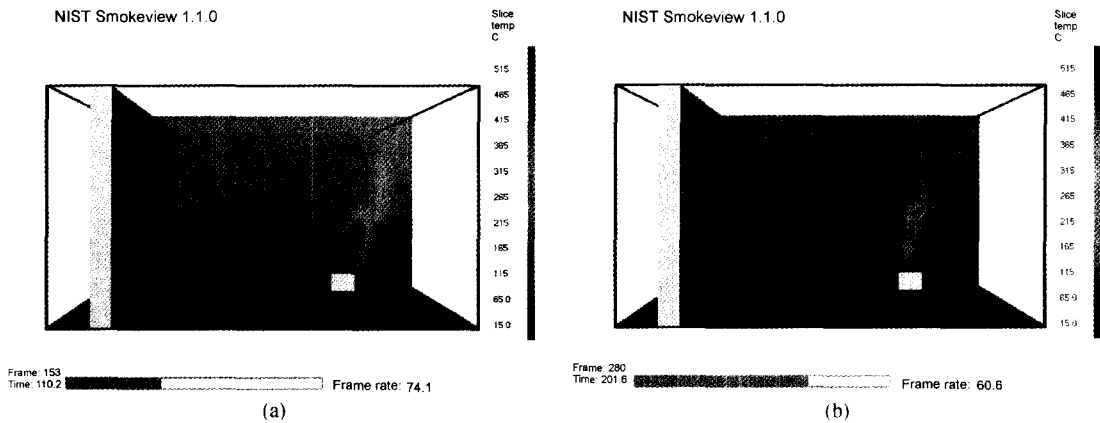 NIST Smokeview 1.1.0
Slice
temp
C
515
465
415
365
315
265
215
165
115
65.0
15.0
Frame: 153
Time: 110.2
Frame rate: 74.1
(a)
NIST Smokeview 1.1.0
Slice
temp
C
515
465
415
365
315
265
215
165
115
65.0
15.0
Frame: 280
Time: 201.6
Frame rate: 60.6
(b)